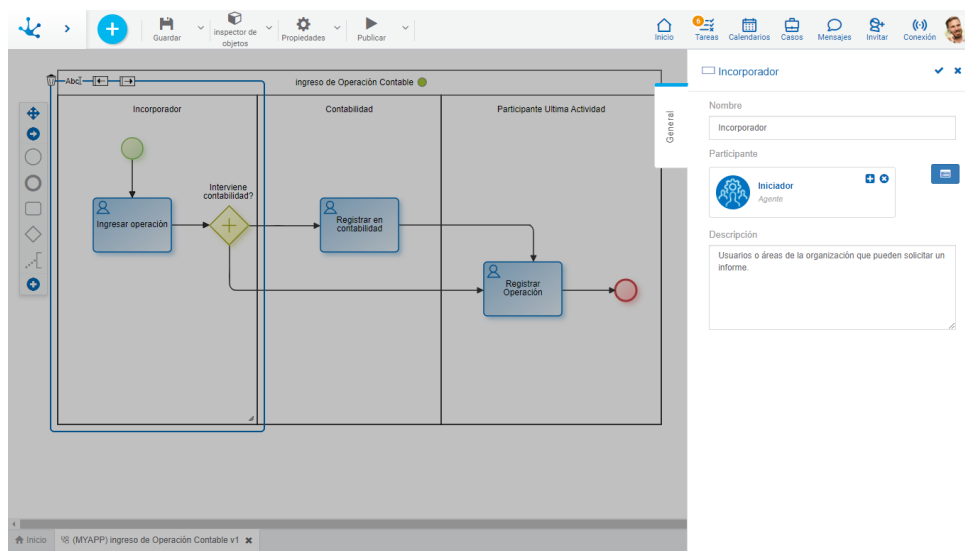 Guardar
inspector de
objetos
Propiedades
Publicar
Inicio
6
Tareas
Calendarios
Casos
Mensajes
Invitar
Conexión
Abc
ingreso de Operación Contable
Incorporador
Contabilidad
Participante Ultima Actividad
Interviene
contabilidad?
Ingresar operación
Registrar en
contabilidad
Registrar
Operación
General
Incorporador
Nombre
Incorporador
Participante
Iniciador
Agente
Descripción
Usuarios o áreas de la organización que pueden solicitar un
informe.
Inicio
(MYAPP) ingreso de Operación Contable v1